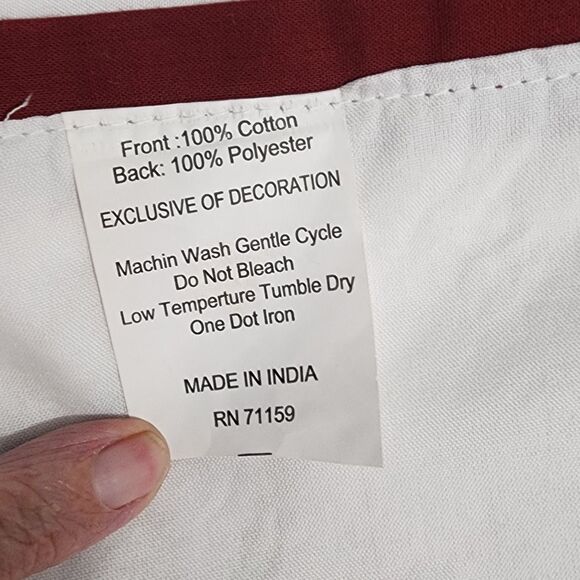 Front :100% Cotton
Back: 100% Polyester
EXCLUSIVE OF DECORATION
Machin Wash Gentle Cycle
Do Not Bleach
Low Temperture Tumble Dry
One Dot Iron
MADE IN INDIA
RN 71159